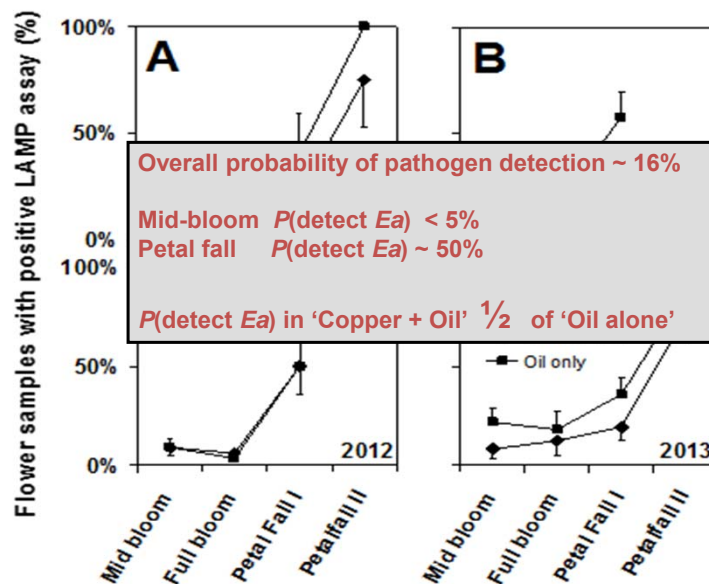 Flower samples with positive LAMP assay (%)
100%
50%
0%
A
B
Overall probability of pathogen detection ~ 16%
Mid-bloom P(detect Ea) < 5%
Petal fall P(detect Ea) ~ 50%
P(detect Ea) in ‘Copper + Oil’ ½ of ‘Oil alone’
100%
50%
0%
2012
Oil only
2013
Mid bloom
Full bloom
Petal Fall I
Petalfall II
Mid bloom
Full bloom
Petal Fall I
Petalfall II